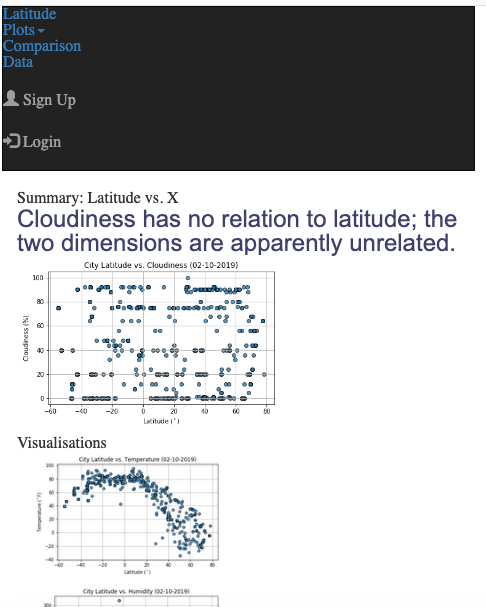 Latitude
Plots
Comparison
Data
Sign Up
Login
Summary: Latitude vs. X
Cloudiness has no relation to latitude; the
two dimensions are apparently unrelated.
City Latitude vs. Cloudiness (02-10-2019)
Cloudiness (%)
100
80
60
40
20
0
−60 −40 −20 0 20 40 60 80
Latitude (°)
Visualisations
City Latitude vs. Temperature (02-10-2019)
Temperature (°F)
100
80
60
40
20
0
−20
−40
−60 −40 −20 0 20 40 60 80
Latitude (°)
City Latitude vs. Humidity (02-10-2019)
300